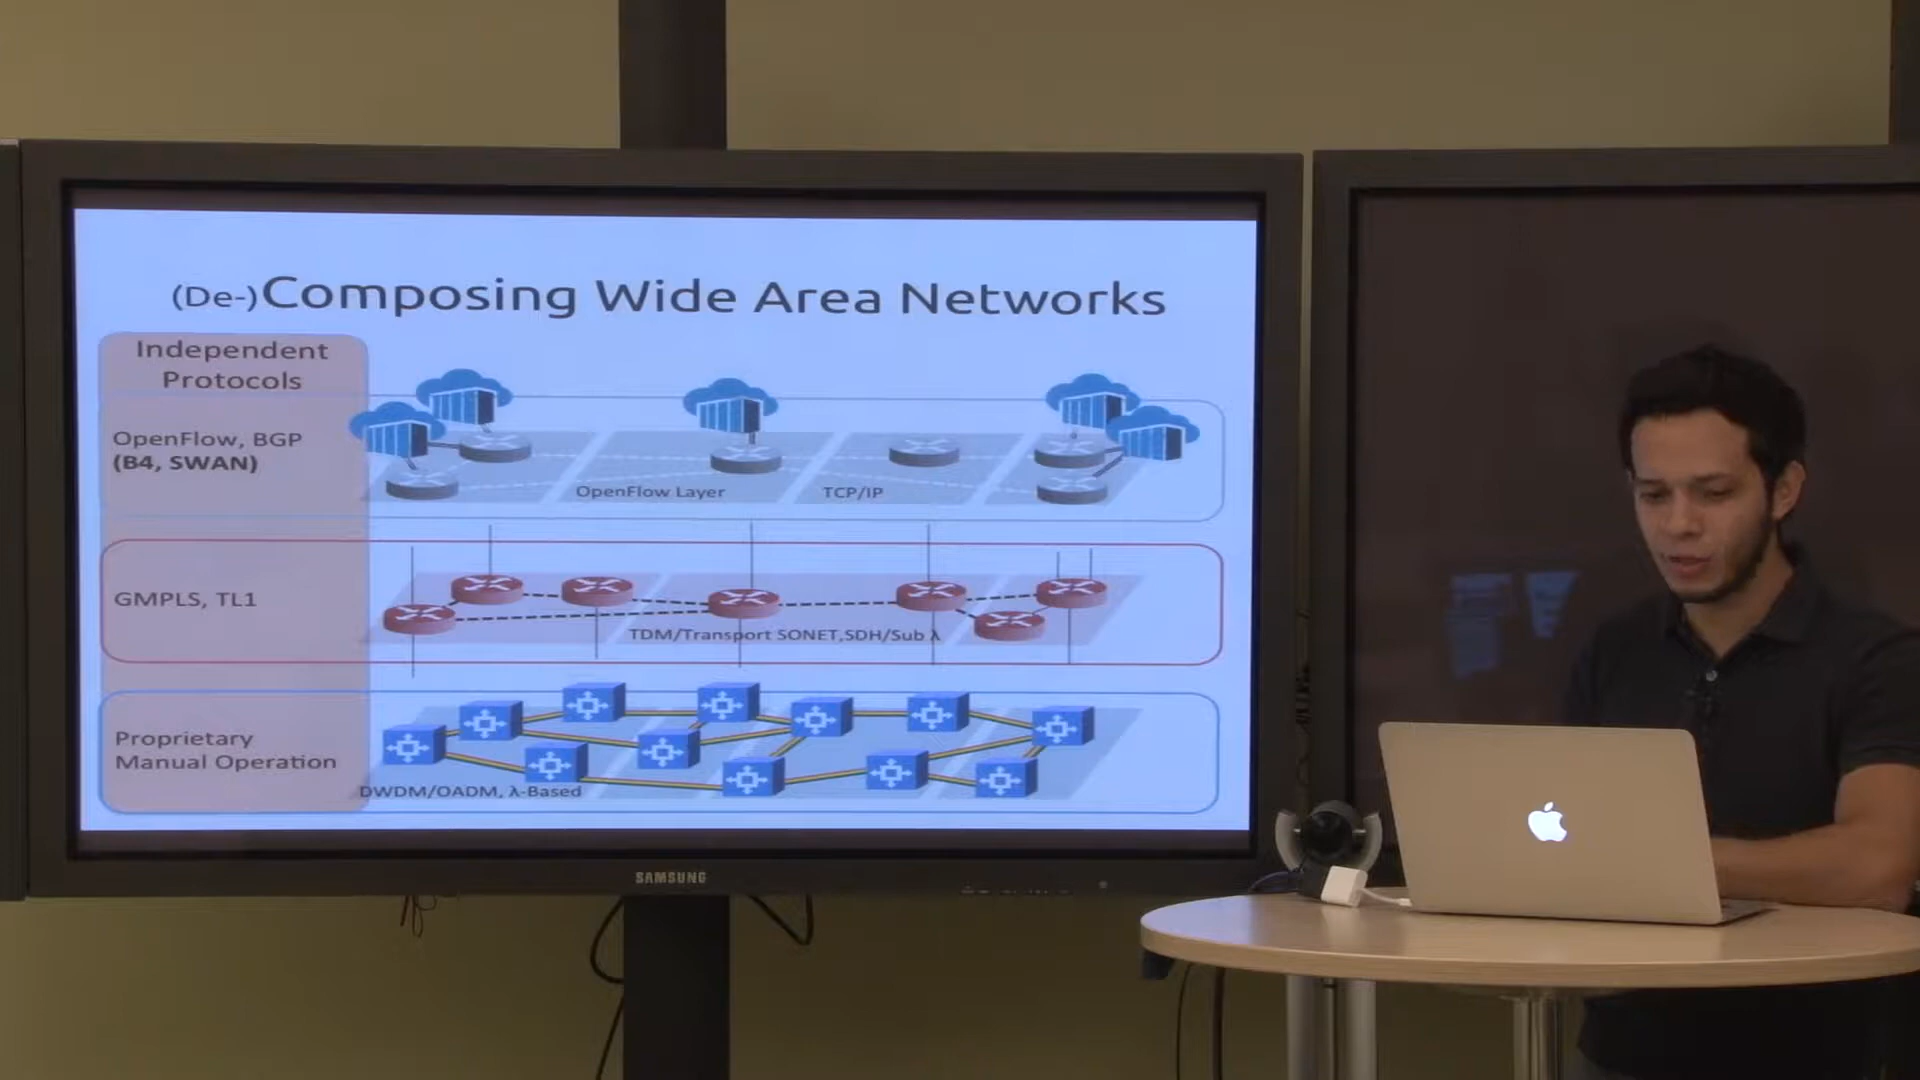 (De-)Composing Wide Area Networks
Independent
Protocols
OpenFlow, BGP
(B4, SWAN)
OpenFlow Layer
TCP/IP
GMPLS, TL1
TDM/Transport SONET,SDH/Sub λ
Proprietary
Manual Operation
DWDM/OADM, λ-Based
SAMSUNG